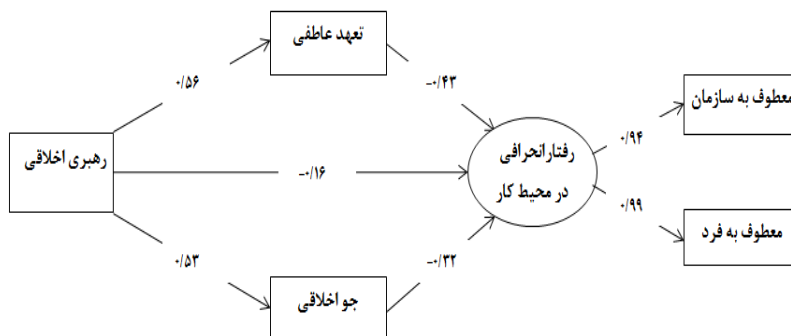 تعهد عاطفی
۰/۵۶
-۰/۴۳
معطوف به سازمان
۰/۹۴
رهبری اخلاقی
-۰/۱۶
رفتارانحرافی
در محیط کار
۰/۹۹
معطوف به فرد
۰/۵۳
-۰/۳۲
جو اخلاقی